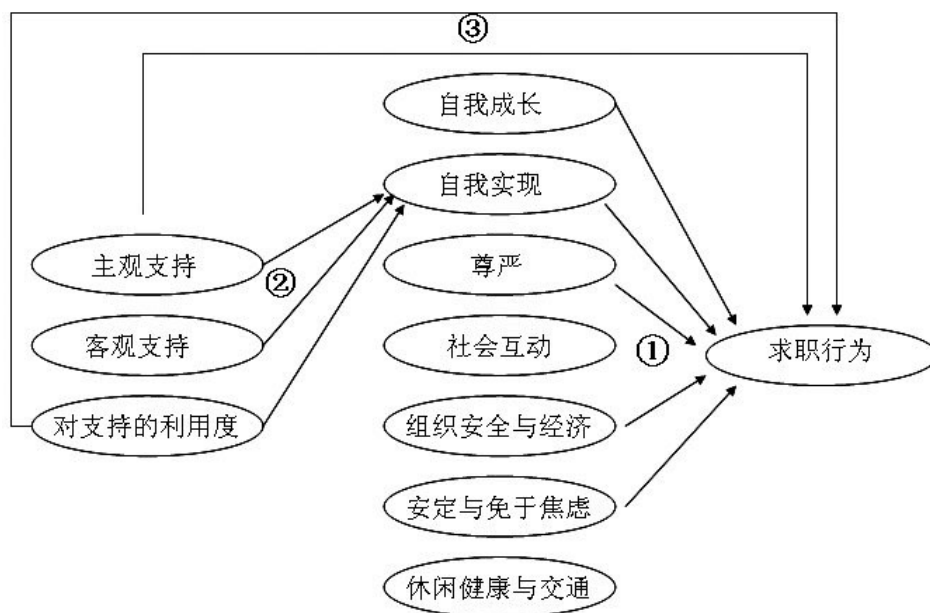 ③
自我成长
自我实现
主观支持
尊严
②
客观支持
社会互动
①
求职行为
对支持的利用度
组织安全与经济
安定与免于焦虑
休闲健康与交通